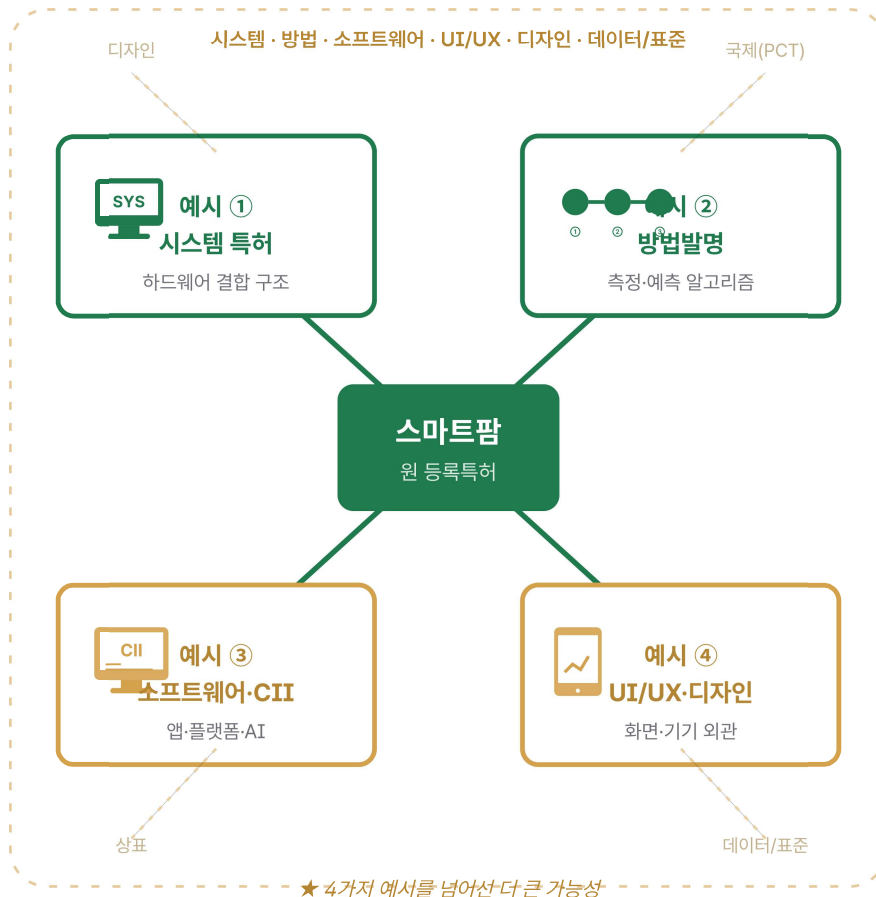 시스템 · 방법 · 소프트웨어 · UI/UX · 디자인 · 데이터/표준
디자인
국제(PCT)
SYS
예시 ①
시스템 특허
하드웨어 결합 구조
시 ②
① ② ③
방법발명
측정·예측 알고리즘
스마트팜
원 등록특허
CII
예시 ③
소프트웨어·CII
앱·플랫폼·AI
예시 ④
UI/UX·디자인
화면·기기 외관
상표
데이터/표준
★ 4가저 예서를 넘어선 더 큰 가능성